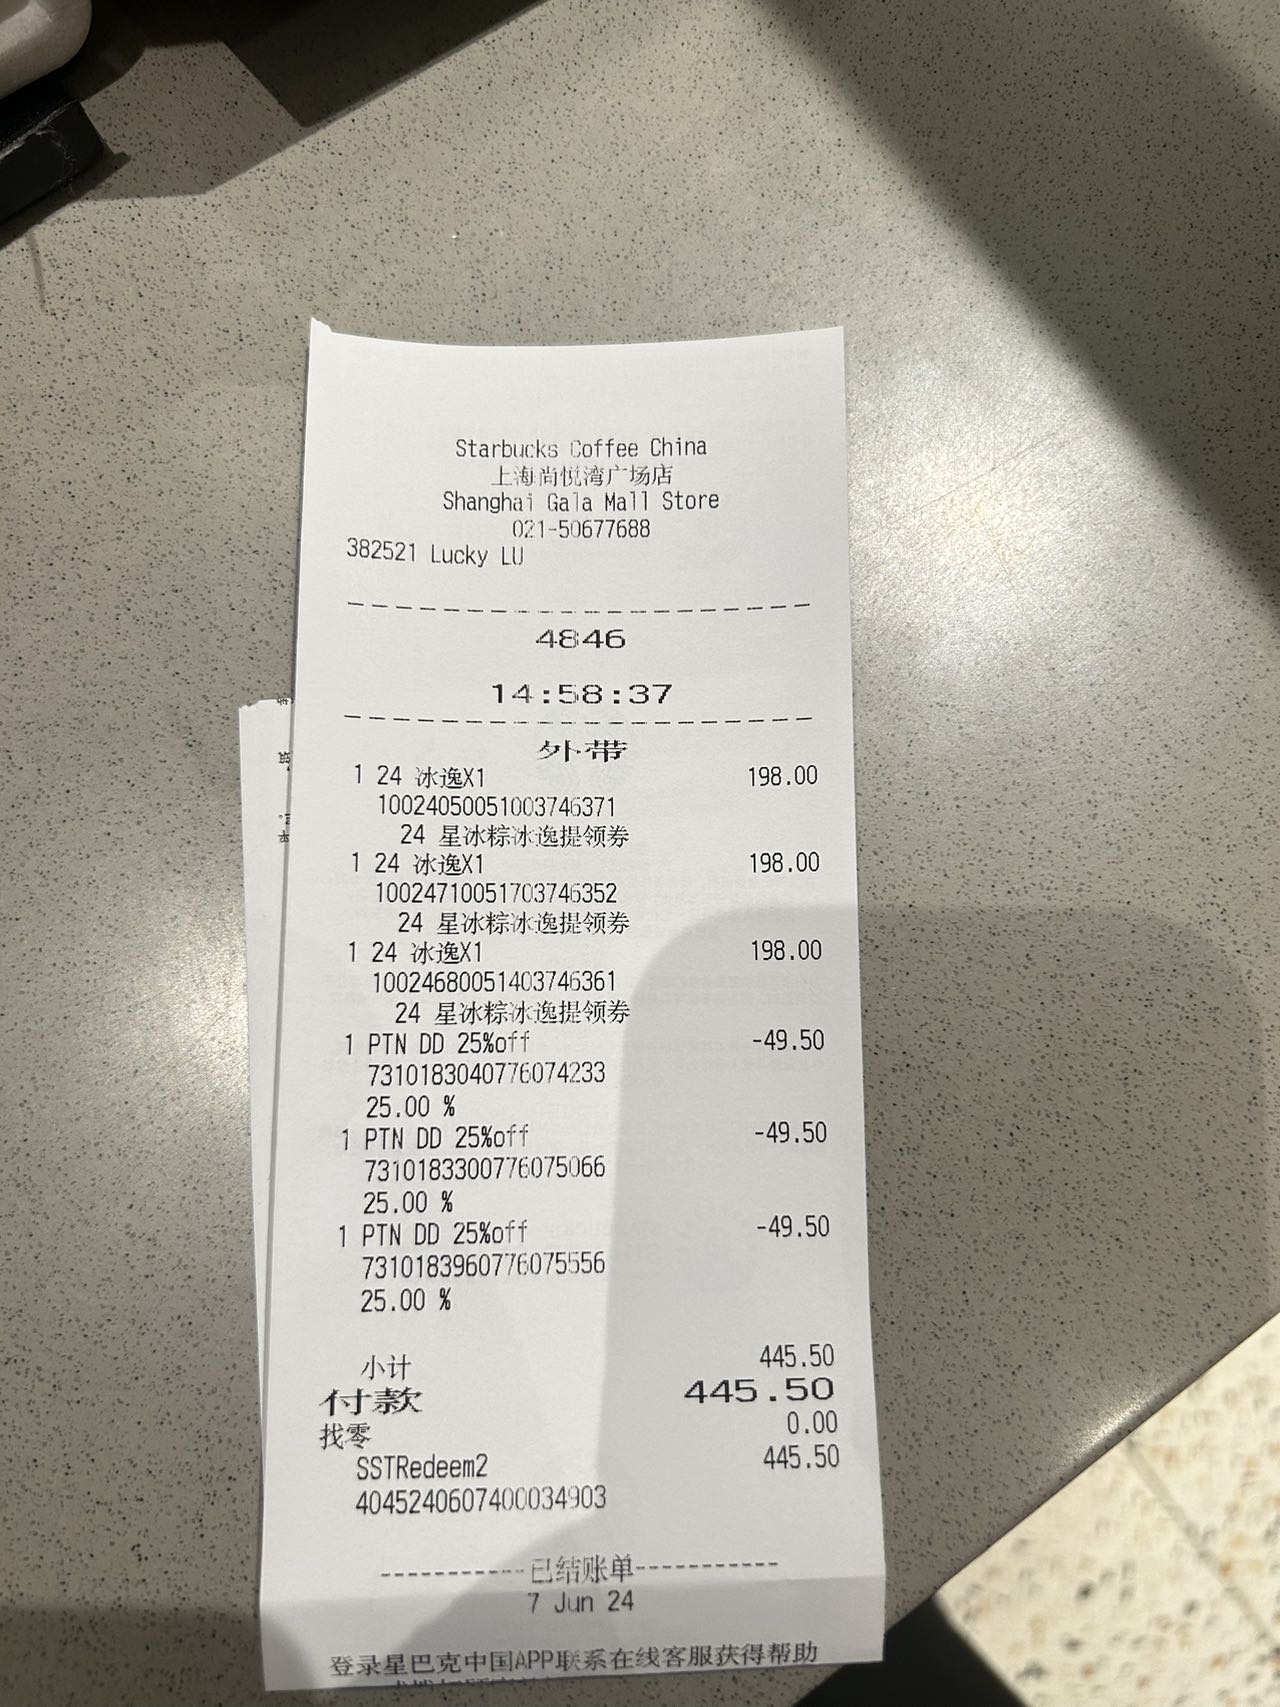 Starbucks Coffee China
上海尚悦湾广场店
Shanghai Gala Mall Store
021-50677688
382521 Lucky LU
4846
14:58:37
外带
1 24 冰逸X1 198.00
10024050051003746371
24 星冰粽冰逸提领券
1 24 冰逸X1 198.00
10024710051703746352
24 星冰粽冰逸提领券
1 24 冰逸X1 198.00
10024680051403746361
24 星冰粽冰逸提领券
1 PTN DD 25%off -49.50
7310183040776074233
25.00 %
1 PTN DD 25%off -49.50
7310183300776075066
25.00 %
1 PTN DD 25%off -49.50
7310183960776075556
25.00 %
小计 445.50
付款 445.50
找零 0.00
SSTRedeem2 445.50
4045240607400034903
已结账单
7 Jun 24
登录星巴克中国APP联系在线客服获得帮助